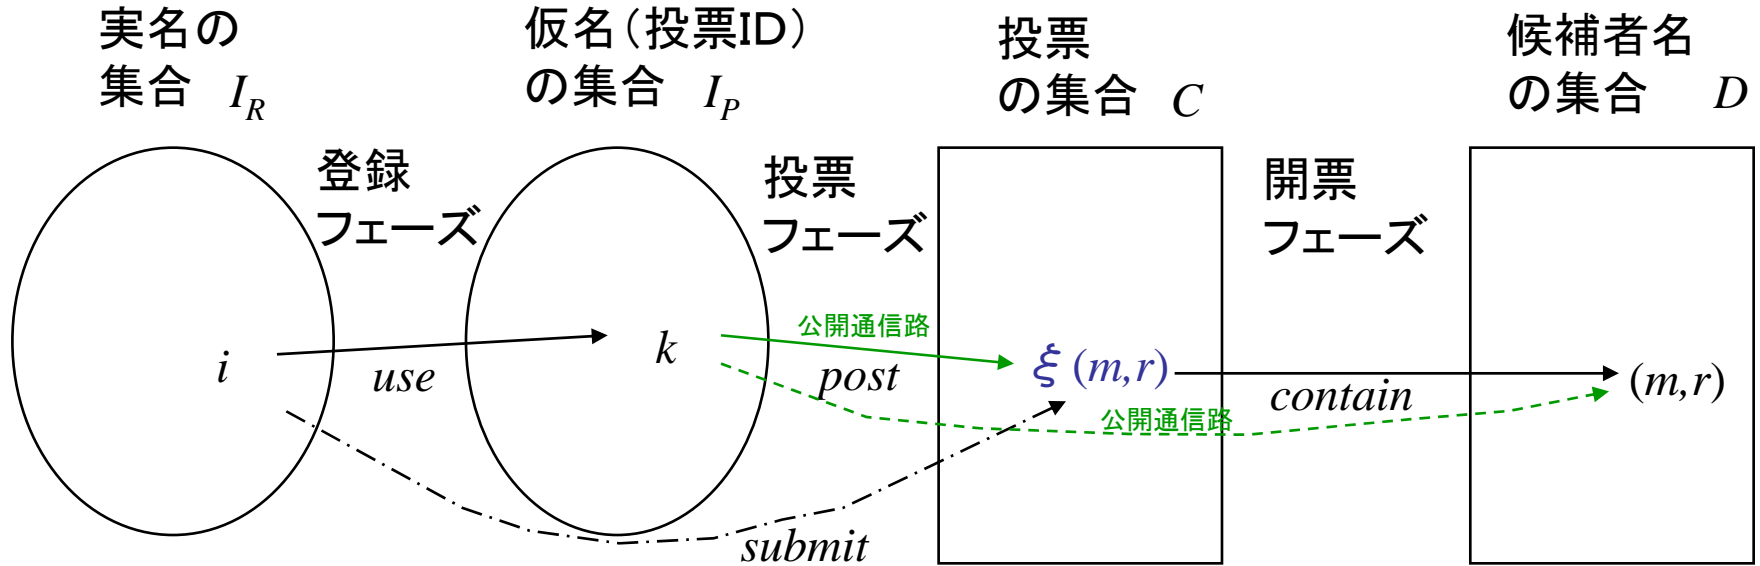 実名の
集合 I_R
仮名（投票ID）
の集合 I_P
投票
の集合 C
候補者名
の集合 D
登録
フェーズ
投票
フェーズ
開票
フェーズ
i
use
k
公開通信路
post
ξ (m,r)
contain
(m,r)
公開通信路
submit